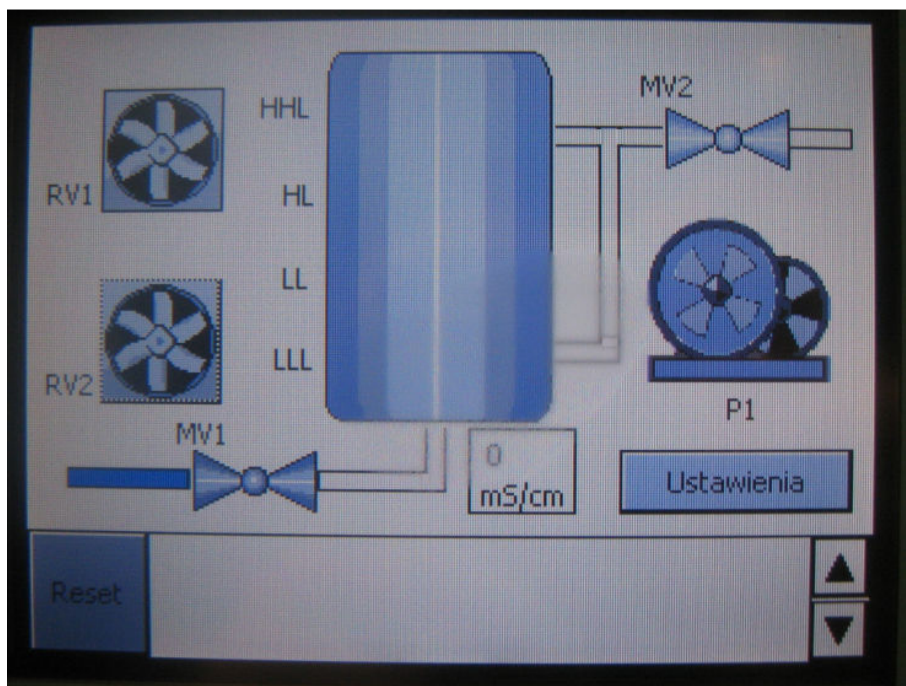 MV2
HHL
RV1
HL
LL
LLL
RV2
P1
MV1
0
mS/cm
Ustawienia
Reset